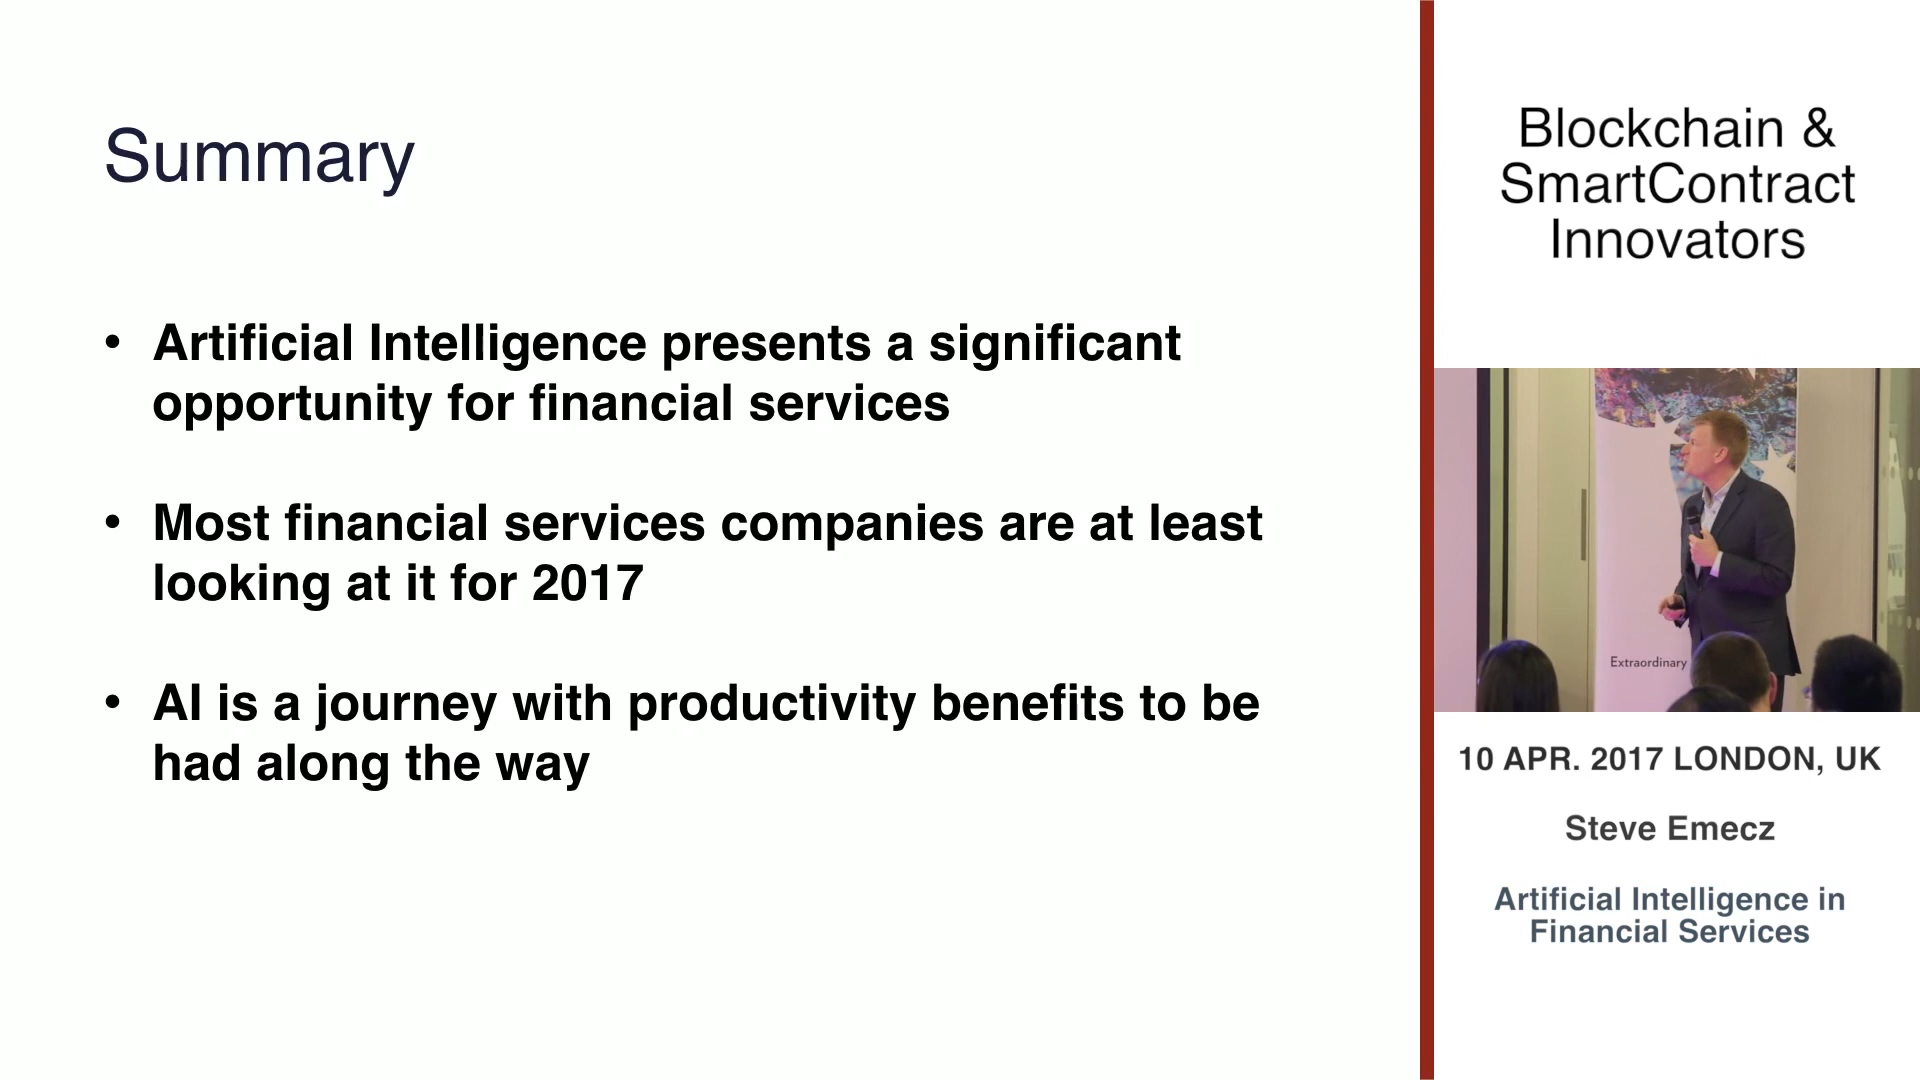 Summary
• Artificial Intelligence presents a significant
opportunity for financial services
• Most financial services companies are at least
looking at it for 2017
• AI is a journey with productivity benefits to be
had along the way
Blockchain &
SmartContract
Innovators
Extraordinary
10 APR. 2017 LONDON, UK
Steve Emecz
Artificial Intelligence in
Financial Services